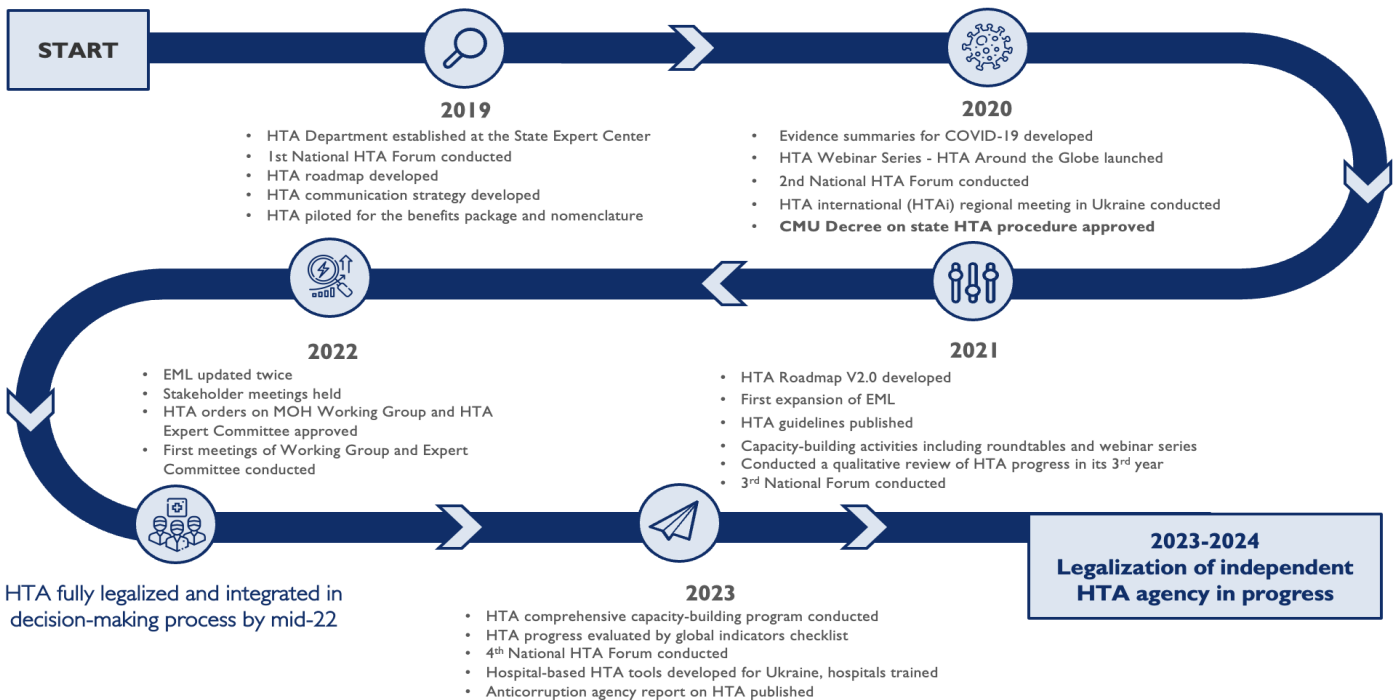 START
2019
• HTA Department established at the State Expert Center
• 1st National HTA Forum conducted
• HTA roadmap developed
• HTA communication strategy developed
• HTA piloted for the benefits package and nomenclature
2020
• Evidence summaries for COVID-19 developed
• HTA Webinar Series - HTA Around the Globe launched
• 2nd National HTA Forum conducted
• HTA international (HTAi) regional meeting in Ukraine conducted
• CMU Decree on state HTA procedure approved
2021
• HTA Roadmap V2.0 developed
• First expansion of EML
• HTA guidelines published
• Capacity-building activities including roundtables and webinar series
• Conducted a qualitative review of HTA progress in its 3rd year
• 3rd National Forum conducted
2022
• EML updated twice
• Stakeholder meetings held
• HTA orders on MOH Working Group and HTA
Expert Committee approved
• First meetings of Working Group and Expert
Committee conducted
HTA fully legalized and integrated in
decision-making process by mid-22
2023
• HTA comprehensive capacity-building program conducted
• HTA progress evaluated by global indicators checklist
• 4th National HTA Forum conducted
• Hospital-based HTA tools developed for Ukraine, hospitals trained
• Anticorruption agency report on HTA published
2023-2024
Legalization of independent
HTA agency in progress